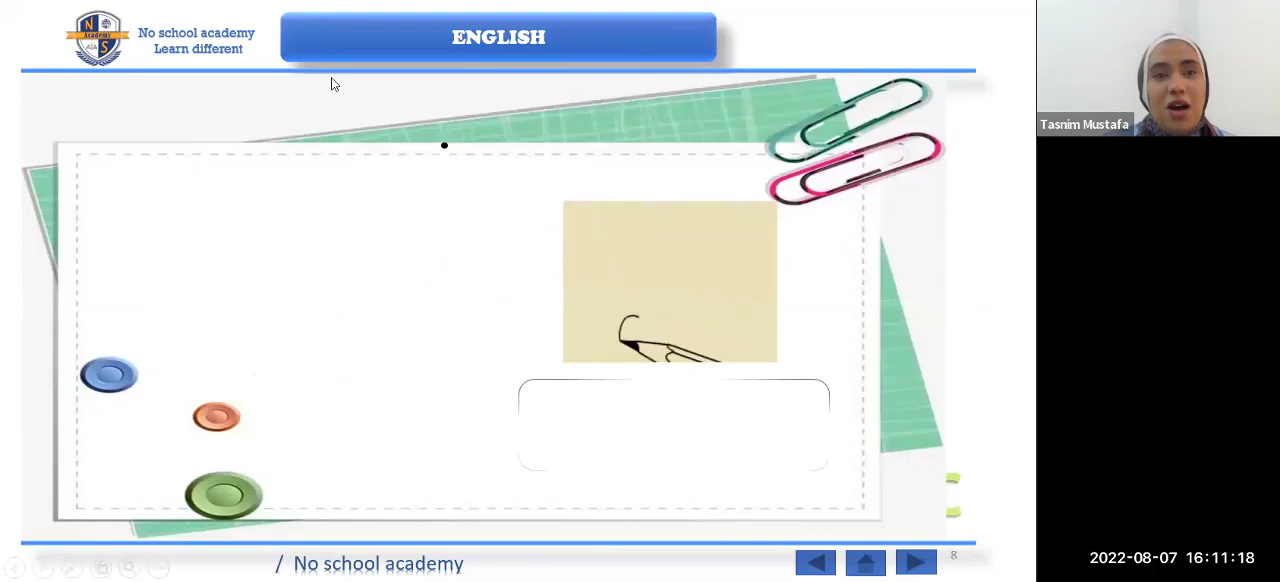 No school academy
Learn different
ENGLISH
Tasnim Mustafa
/ No school academy
8
2022-08-07 16:11:18